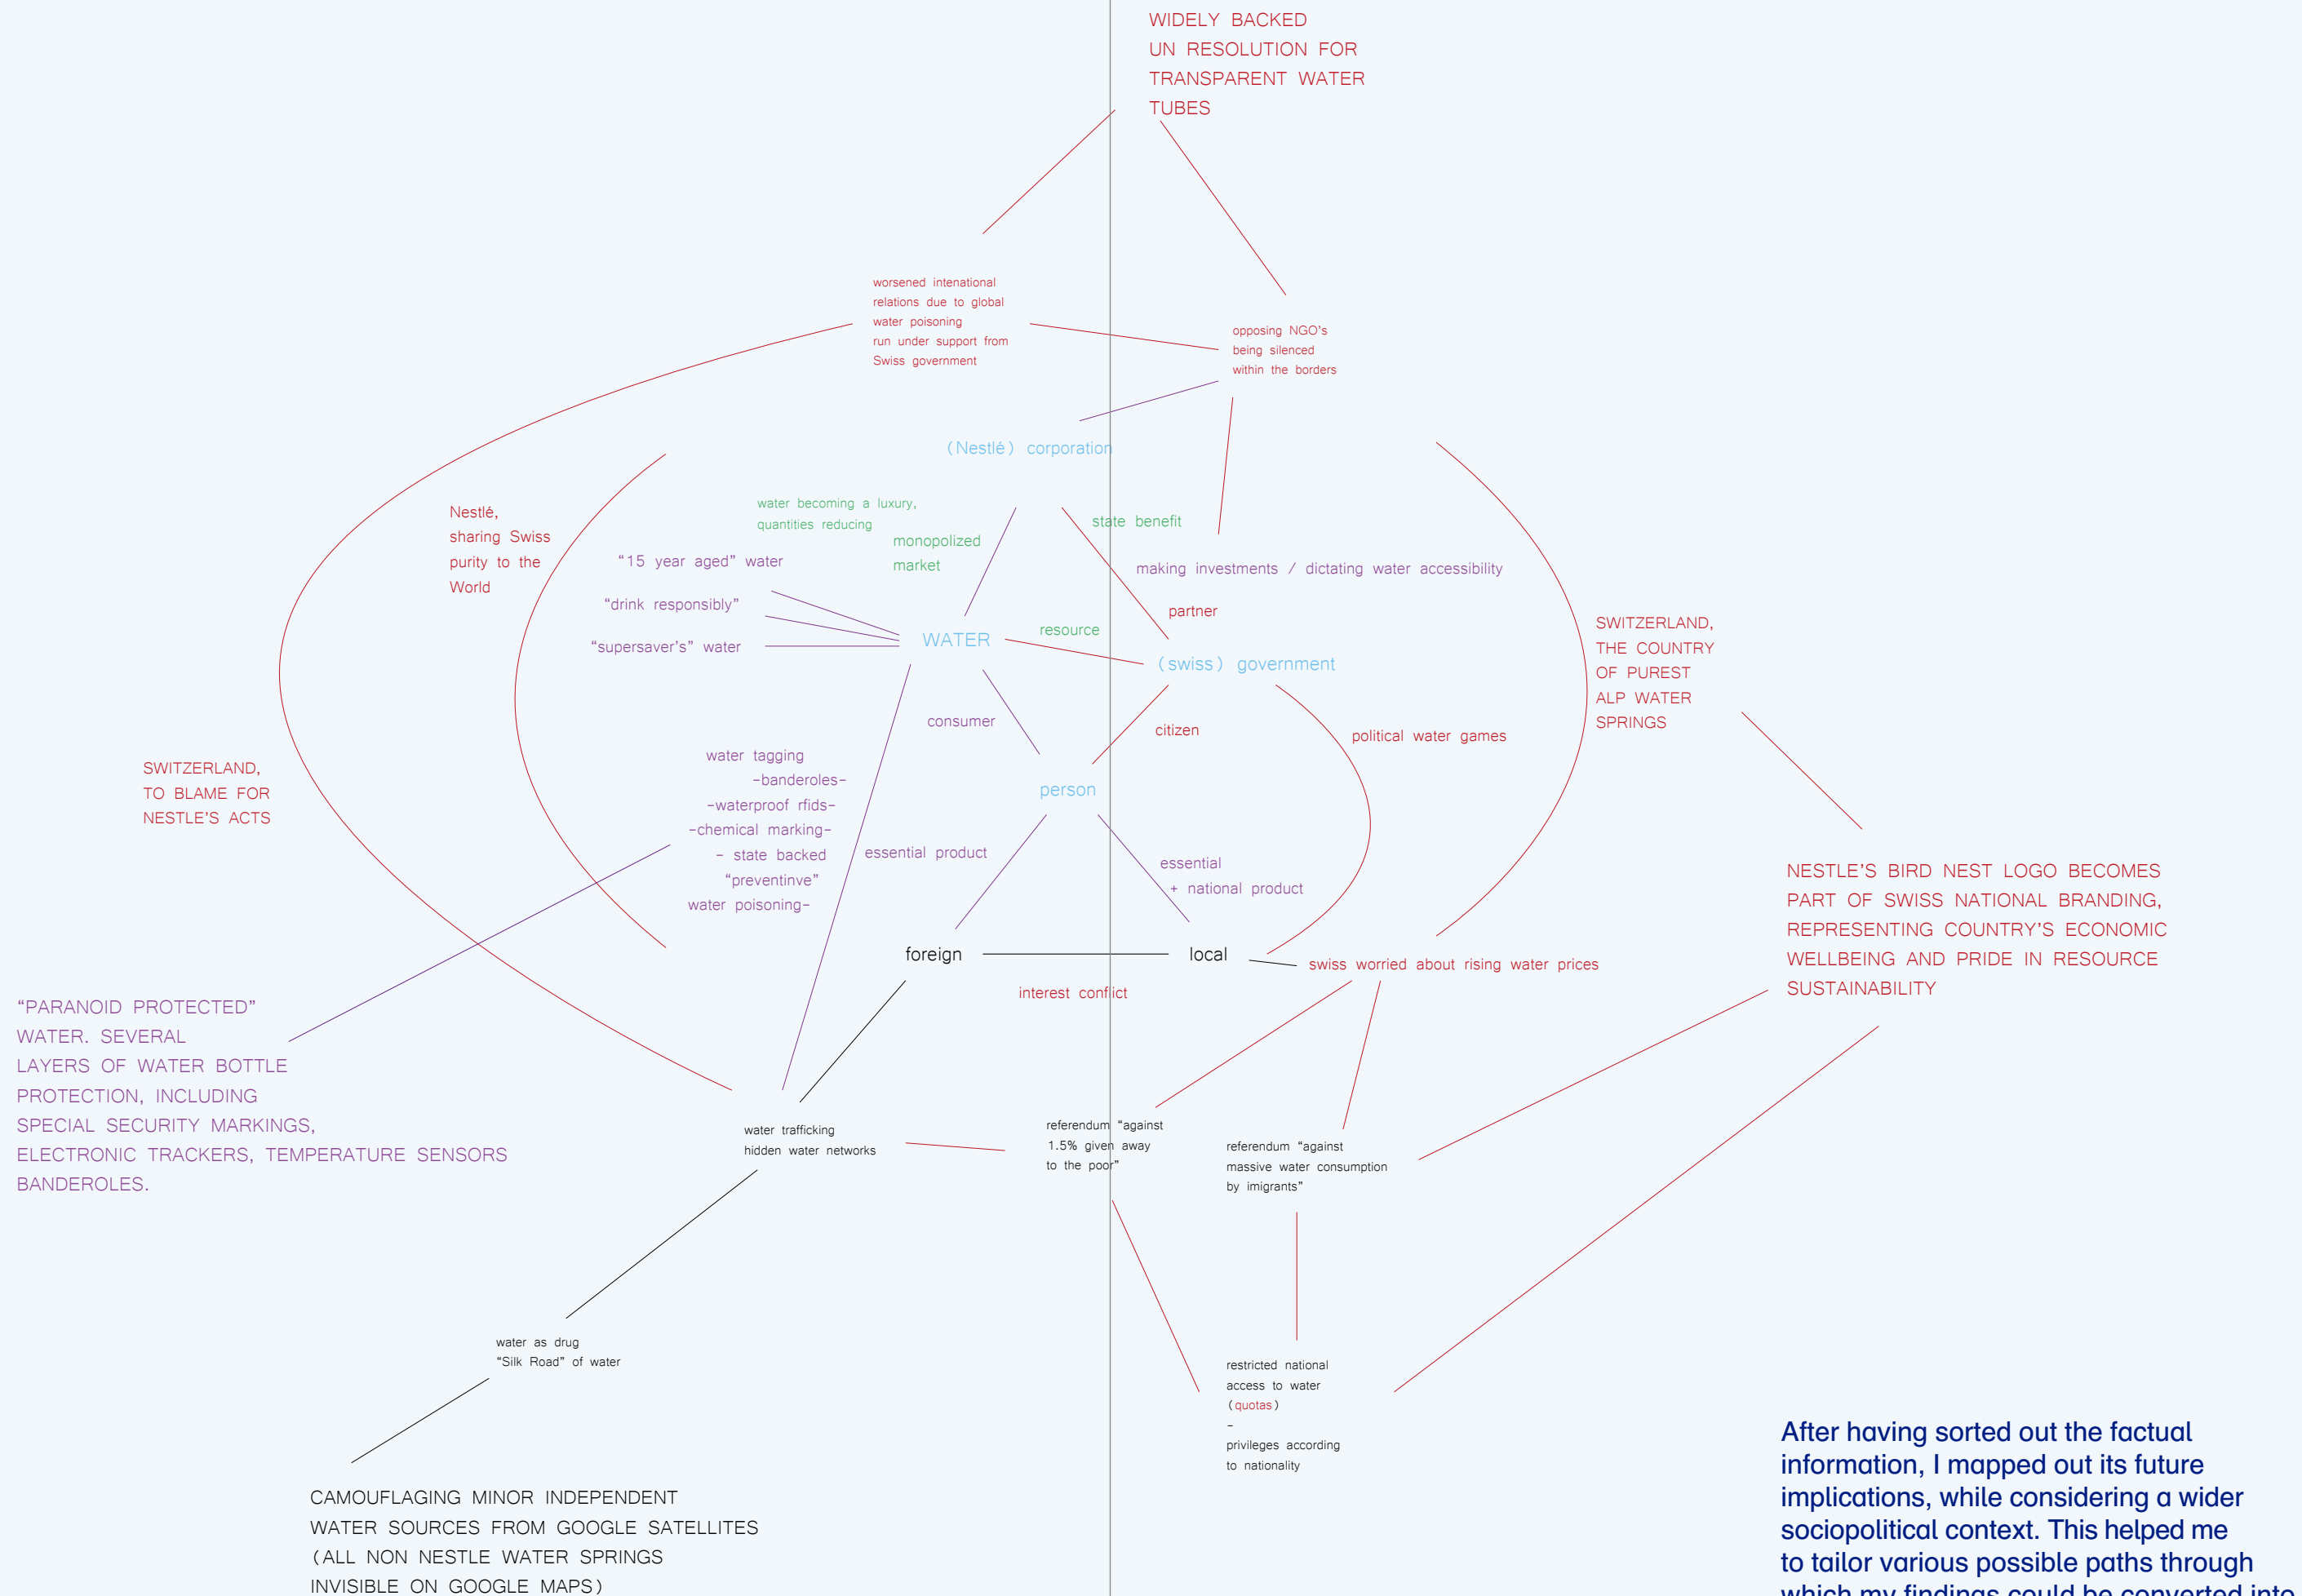 WIDELY BACKED
UN RESOLUTION FOR
TRANSPARENT WATER
TUBES
worsened intenational
relations due to global
water poisoning
run under support from
Swiss government
opposing NGO's
being silenced
within the borders
(Nestlé) corporation
Nestlé,
sharing Swiss
purity to the
World
water becoming a luxury,
quantities reducing
monopolized
market
state benefit
"15 year aged" water
"drink responsibly"
"supersaver's" water
making investments / dictating water accessibility
partner
resource
WATER
(swiss) government
SWITZERLAND,
THE COUNTRY
OF PUREST
ALP WATER
SPRINGS
consumer
citizen
political water games
SWITZERLAND,
TO BLAME FOR
NESTLE'S ACTS
water tagging
-banderoles-
-waterproof rfids-
-chemical marking-
- state backed
"preventinve"
water poisoning-
person
essential product
essential
+ national product
NESTLE'S BIRD NEST LOGO BECOMES
PART OF SWISS NATIONAL BRANDING,
REPRESENTING COUNTRY'S ECONOMIC
WELLBEING AND PRIDE IN RESOURCE
SUSTAINABILITY
foreign
local
swiss worried about rising water prices
interest conflict
"PARANOID PROTECTED"
WATER. SEVERAL
LAYERS OF WATER BOTTLE
PROTECTION, INCLUDING
SPECIAL SECURITY MARKINGS,
ELECTRONIC TRACKERS, TEMPERATURE SENSORS
BANDEROLES.
water trafficking
hidden water networks
referendum "against
1.5% given away
to the poor"
referendum "against
massive water consumption
by imigrants"
water as drug
"Silk Road" of water
restricted national
access to water
(quotas)
-
privileges according
to nationality
CAMOUFLAGING MINOR INDEPENDENT
WATER SOURCES FROM GOOGLE SATELLITES
(ALL NON NESTLE WATER SPRINGS
INVISIBLE ON GOOGLE MAPS)
After having sorted out the factual
information, I mapped out its future
implications, while considering a wider
sociopolitical context. This helped me
to tailor various possible paths through
which my findings could be converted into